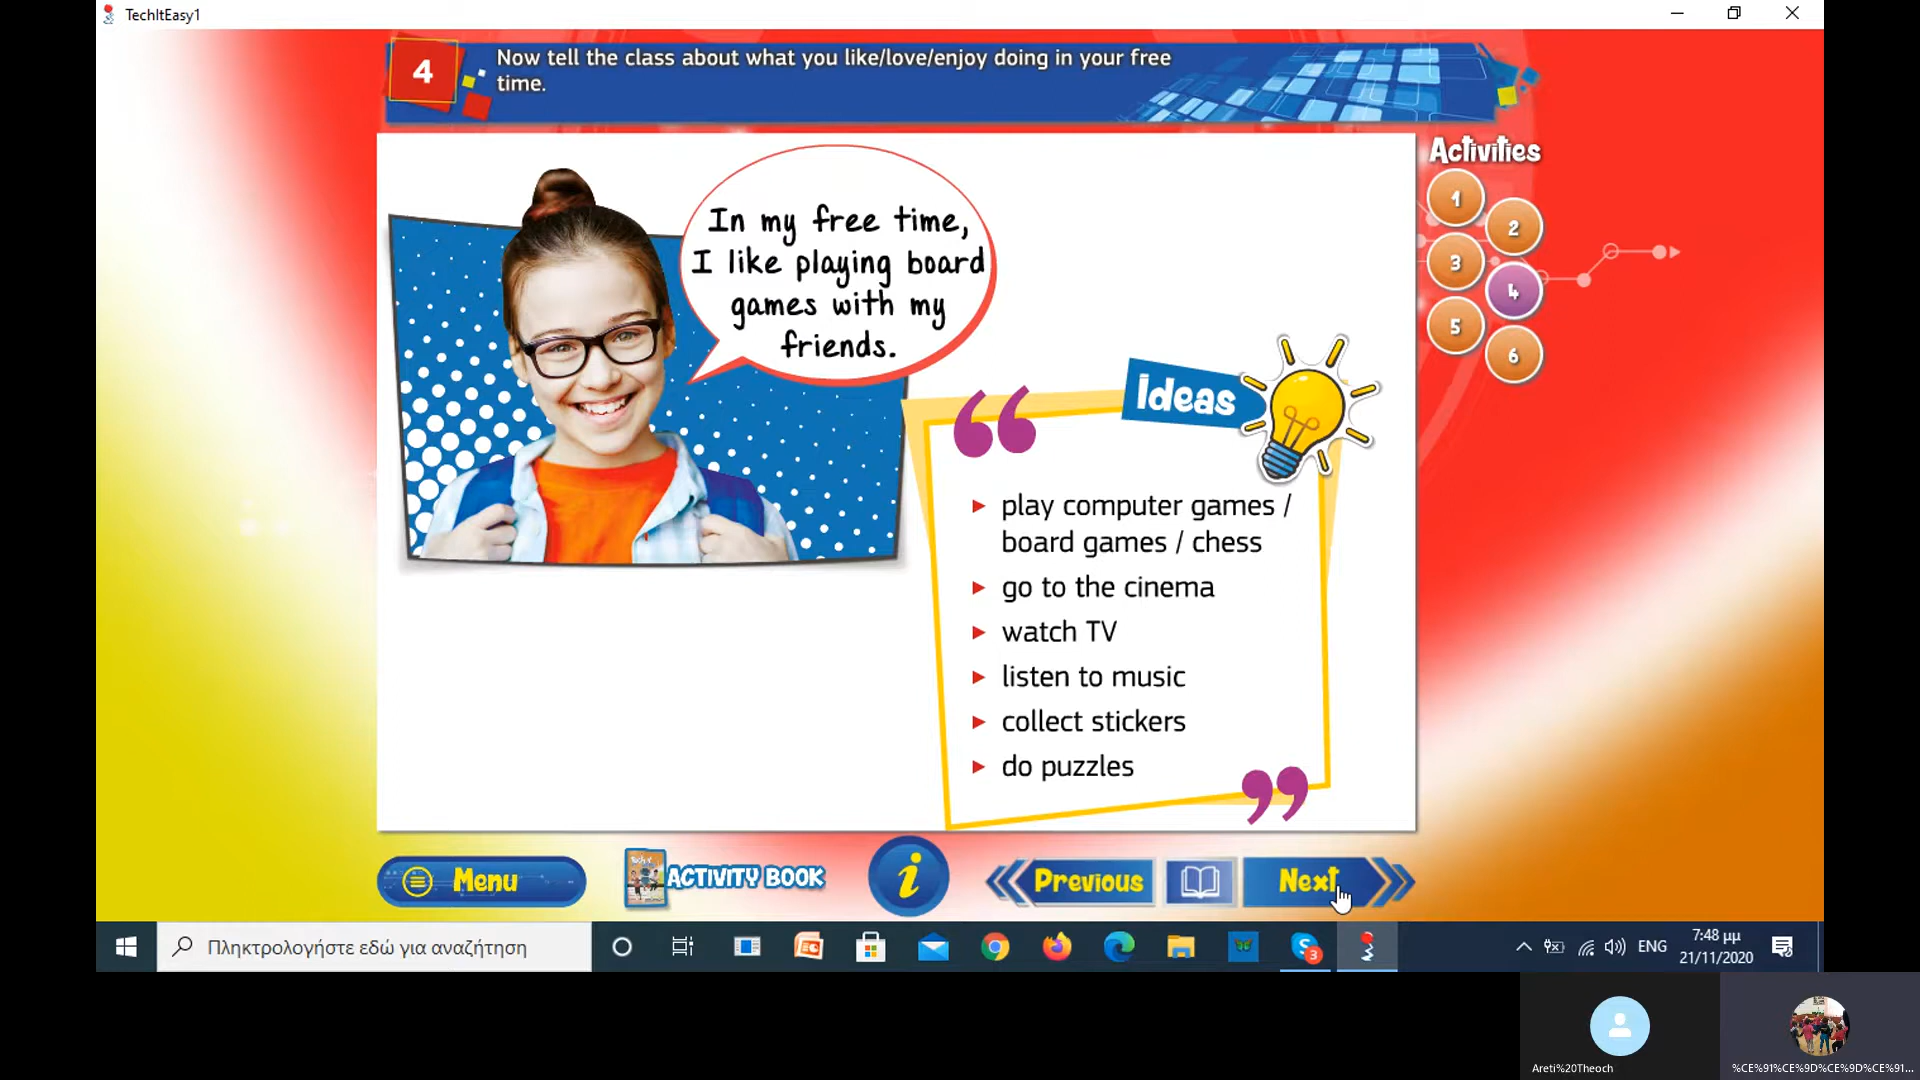 TechItEasy1
4
Now tell the class about what you like/love/enjoy doing in your free
time.
Activities
1
2
3
4
5
6
In my free time,
I like playing board
games with my
friends.
Ideas
play computer games /
board games / chess
go to the cinema
watch TV
listen to music
collect stickers
do puzzles
Menu
ACTIVITY BOOK
i
Previous
Next
Πληκτρολογήστε εδώ για αναζήτηση
3
ENG
7:48 μμ
21/11/2020
Areti%20Theoch
%CE%91%CE%9D%CE%9D%CE%91...